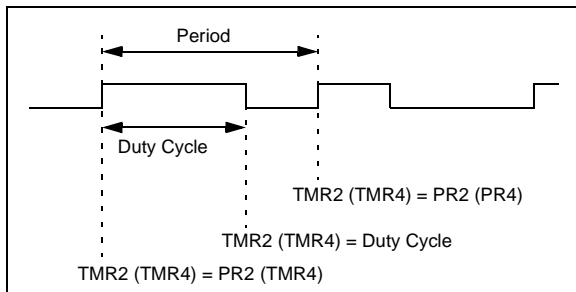 Period
Duty Cycle
TMR2 (TMR4) = PR2 (PR4)
TMR2 (TMR4) = Duty Cycle
TMR2 (TMR4) = PR2 (TMR4)